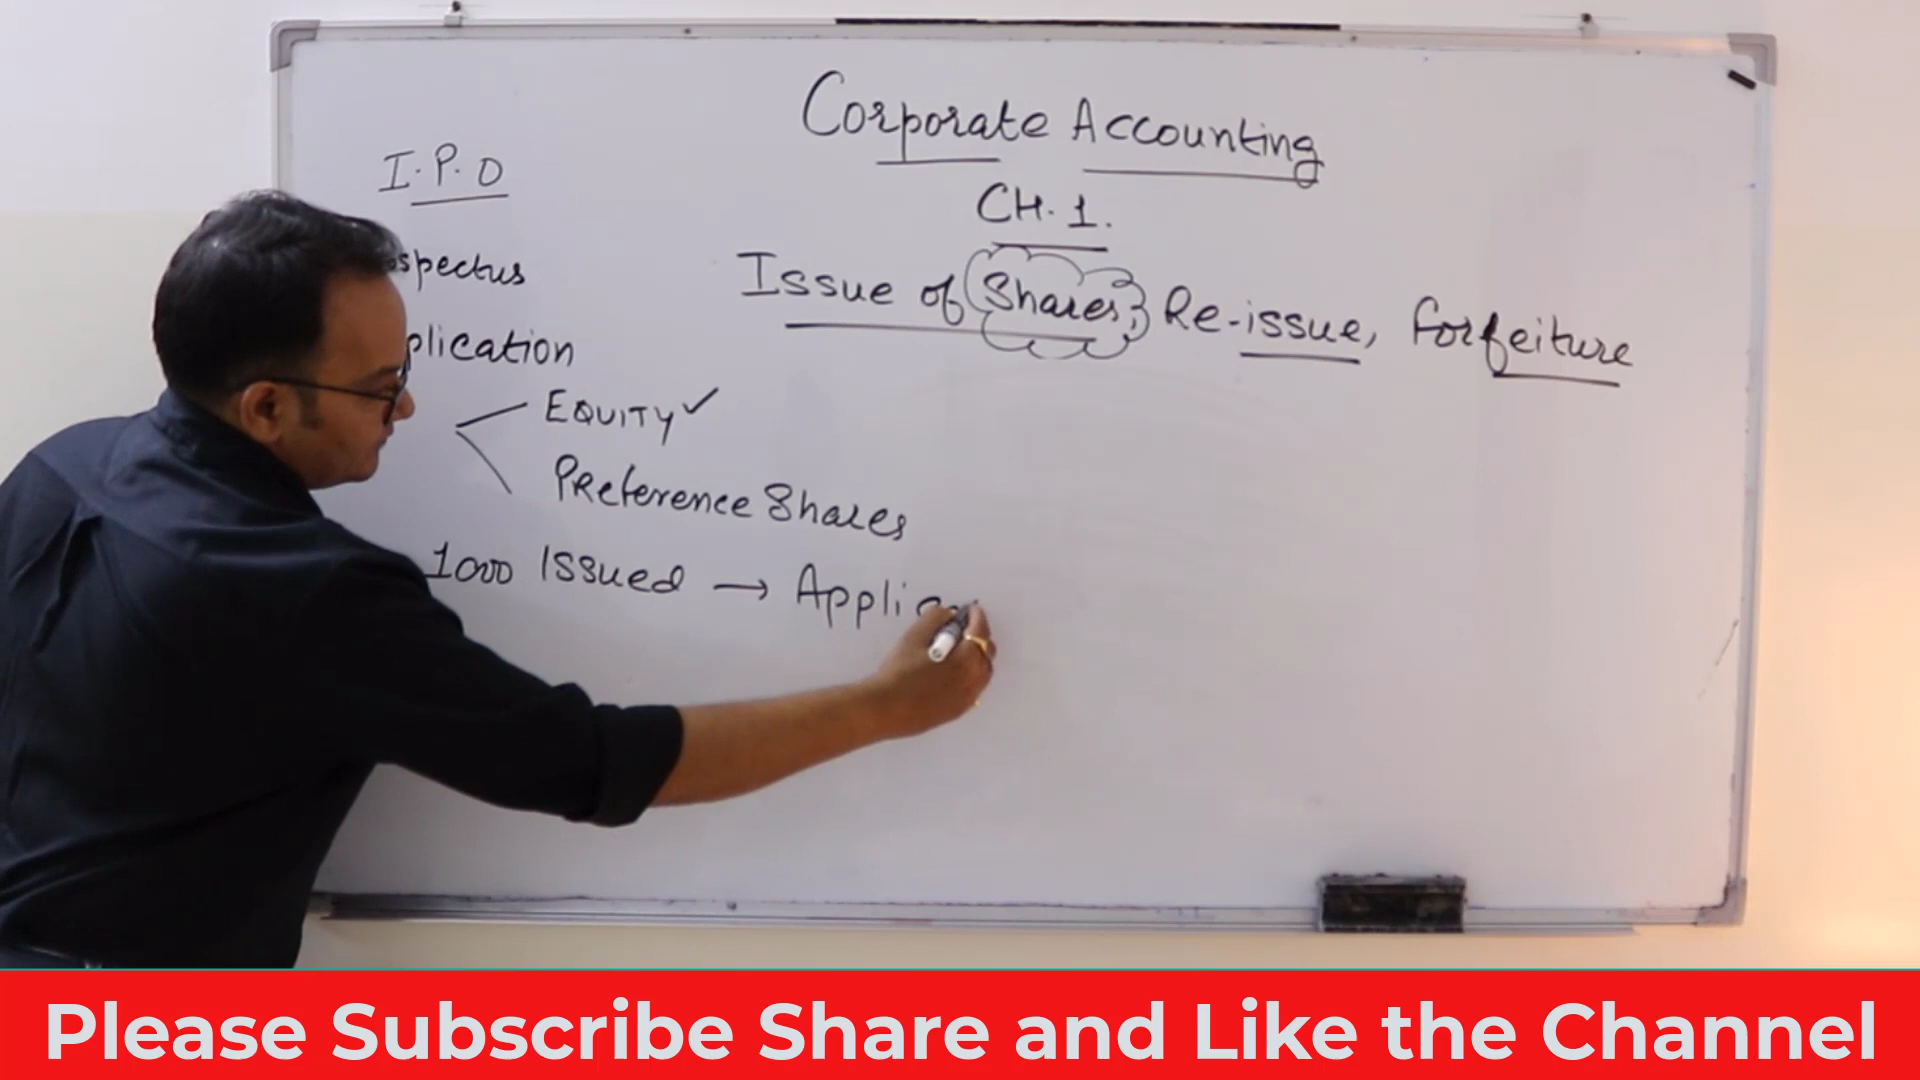 Corporate Accounting
CH. 1.
Issue of Shares, Re-issue, Forfeiture
I.P.O
spectus
plication
EQUITY ✓
Preference Shares
1000 Issued → Applic
Please Subscribe Share and Like the Channel